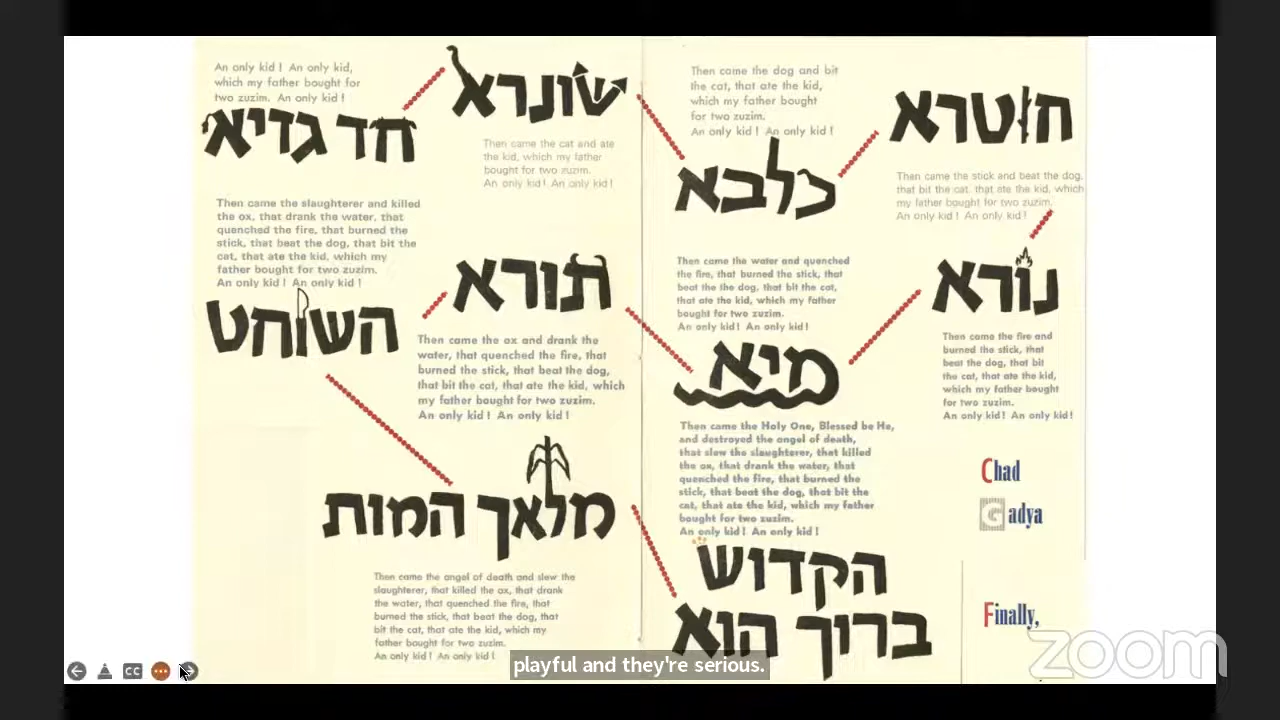 An only kid! An only kid,
which my father bought for
two zuzim. An only kid!
חד גדיא
שונרא
Then came the cat and ate
the kid, which my father
bought for two zuzim.
An only kid! An only kid!
Then came the dog and bit
the cat, that ate the kid,
which my father bought
for two zuzim.
An only kid! An only kid!
כלבא
חוטרא
Then came the stick and beat the dog,
that bit the cat, that ate the kid, which
my father bought for two zuzim.
An only kid! An only kid!
נורא
Then came the fire and
burned the stick, that
beat the dog, that bit
the cat, that ate the kid,
which my father bought
for two zuzim.
An only kid! An only kid!
Then came the water and quenched
the fire, that burned the stick, that
beat the the dog, that bit the cat,
that ate the kid, which my father
bought for two zuzim.
An only kid! An only kid!
מיא
תורא
Then came the ox and drank the
water, that quenched the fire, that
burned the stick, that beat the dog,
that bit the cat, that ate the kid, which
my father bought for two zuzim.
An only kid! An only kid!
Then came the slaughterer and killed
the ox, that drank the water, that
quenched the fire, that burned the
stick, that beat the dog, that bit the
cat, that ate the kid, which my
father bought for two zuzim.
An only kid! An only kid!
השוחט
מלאך המות
Then came the angel of death and slew the
slaughterer, that killed the ox, that drank
the water, that quenched the fire, that
burned the stick, that beat the dog, that
bit the cat, that ate the kid, which my
father bought for two zuzim.
An only kid! An only kid!
Then came the Holy One, Blessed be He,
and destroyed the angel of death,
that slew the slaughterer, that killed
the ox, that drank the water, that
quenched the fire, that burned the
stick, that beat the dog, that bit the
cat, that ate the kid, which my father
bought for two zuzim.
An only kid! An only kid!
הקדוש
בריך הוא
Chad
Gadya
Finally,
CC
playful and they're serious.
zoom